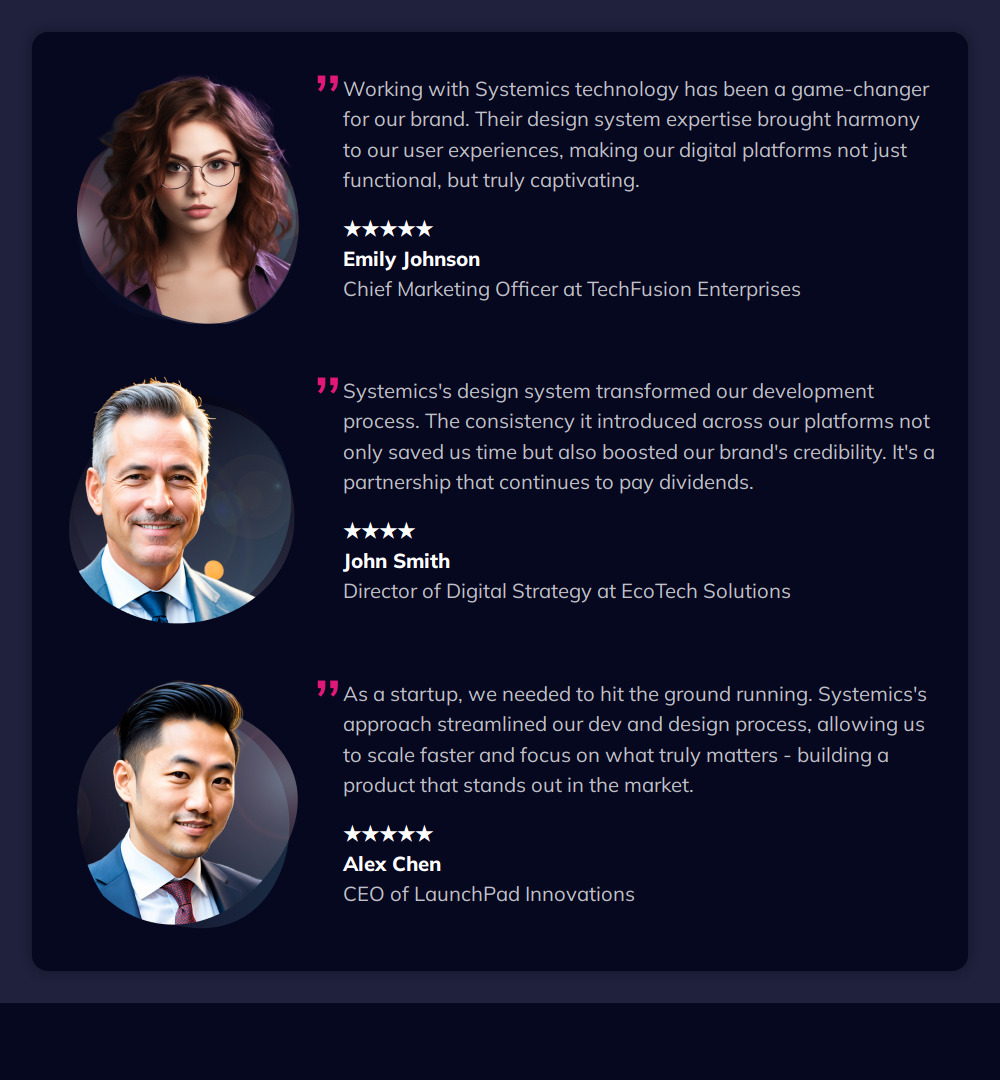 ”Working with Systemics technology has been a game-changer
for our brand. Their design system expertise brought harmony
to our user experiences, making our digital platforms not just
functional, but truly captivating.
★★★★★
Emily Johnson
Chief Marketing Officer at TechFusion Enterprises
”Systemics's design system transformed our development
process. The consistency it introduced across our platforms not
only saved us time but also boosted our brand's credibility. It's a
partnership that continues to pay dividends.
★★★★
John Smith
Director of Digital Strategy at EcoTech Solutions
”As a startup, we needed to hit the ground running. Systemics's
approach streamlined our dev and design process, allowing us
to scale faster and focus on what truly matters - building a
product that stands out in the market.
★★★★★
Alex Chen
CEO of LaunchPad Innovations